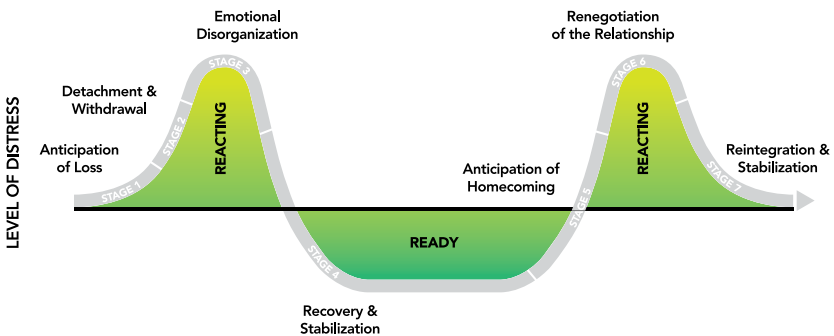 Emotional
Disorganization
Renegotiation
of the Relationship
STAGE 3
STAGE 6
Detachment &
Withdrawal
STAGE 2
REACTING
REACTING
LEVEL OF DISTRESS
Anticipation
of Loss
STAGE 1
Anticipation of
Homecoming
STAGE 5
Reintegration &
Stabilization
STAGE 7
READY
STAGE 4
Recovery &
Stabilization